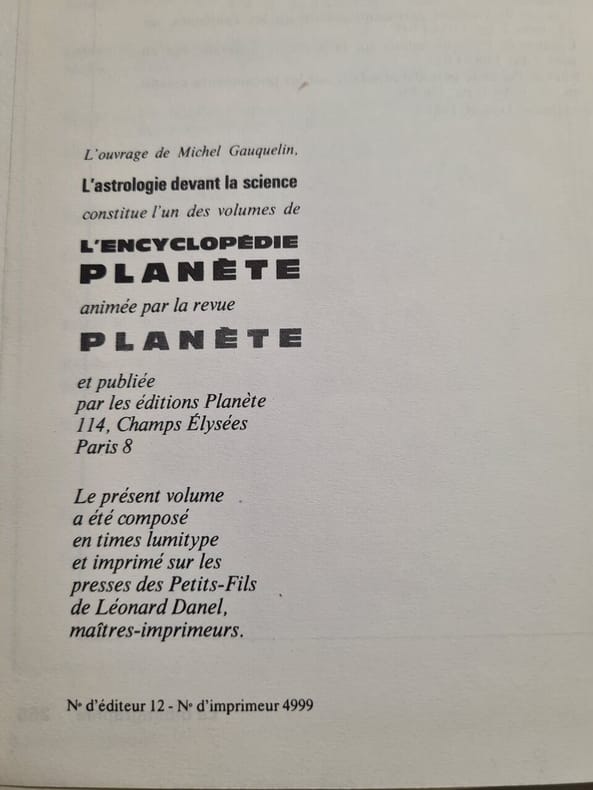 L'ouvrage de Michel Gauquelin,
L'astrologie devant la science
constitue l'un des volumes de
L'ENCYCLOPÉDIE
PLANÈTE
animée par la revue
PLANÈTE
et publiée
par les éditions Planète
114, Champs Élysées
Paris 8
Le présent volume
a été composé
en times lumitype
et imprimé sur les
presses des Petits-Fils
de Léonard Danel,
maîtres-imprimeurs.
Nº d'éditeur 12 - Nº d'imprimeur 4999